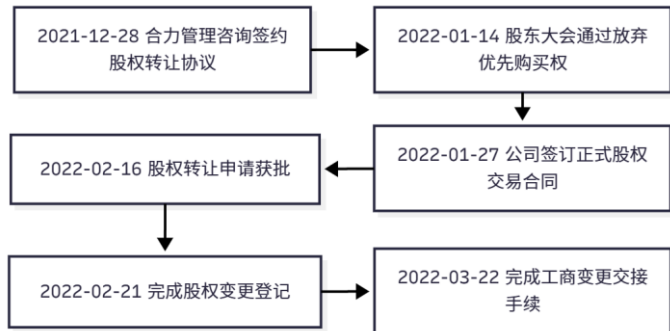 2021-12-28 合力管理咨询签约
股权转让协议
2022-01-14 股东大会通过放弃
优先购买权
2022-01-27 公司签订正式股权
交易合同
2022-02-16 股权转让申请获批
2022-02-21 完成股权变更登记
2022-03-22 完成工商变更交接
手续